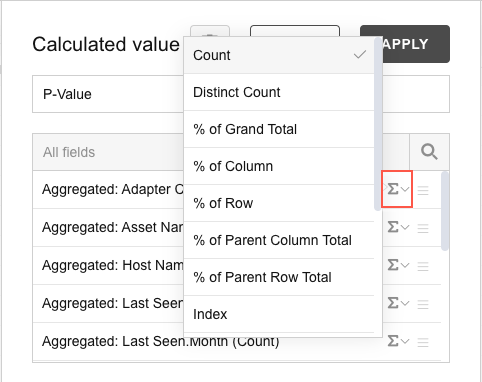 Calculated value
APPLY
P-Value
All fields
Count
Distinct Count
% of Grand Total
% of Column
% of Row
% of Parent Column Total
% of Parent Row Total
Index
Aggregated: Adapter C
Aggregated: Asset Nam
Aggregated: Host Nam
Aggregated: Last Seen
Aggregated: Last Seen.Month (Count)